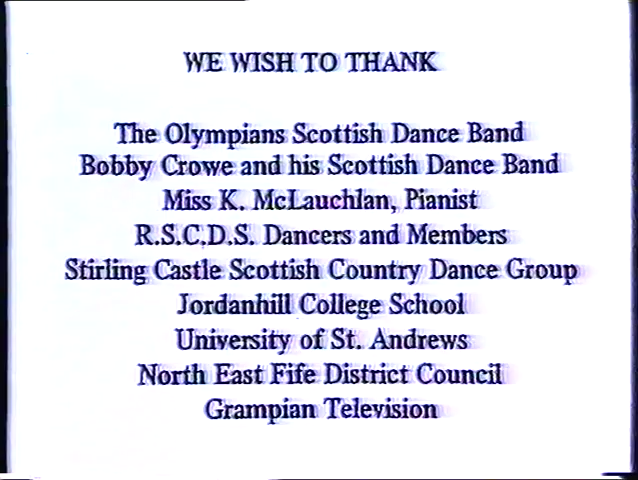 WE WISH TO THANK
The Olympians Scottish Dance Band
Bobby Crowe and his Scottish Dance Band
Miss K. McLauchlan, Pianist
R.S.C.D.S. Dancers and Members
Stirling Castle Scottish Country Dance Group
Jordanhill College School
University of St. Andrews
North East Fife District Council
Grampian Television